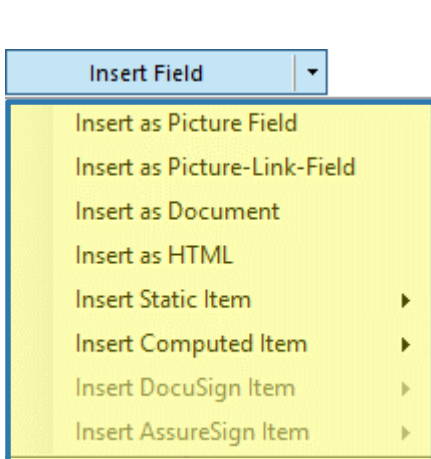 Insert Field
Insert as Picture Field
Insert as Picture-Link-Field
Insert as Document
Insert as HTML
Insert Static Item
Insert Computed Item
Insert DocuSign Item
Insert AssureSign Item